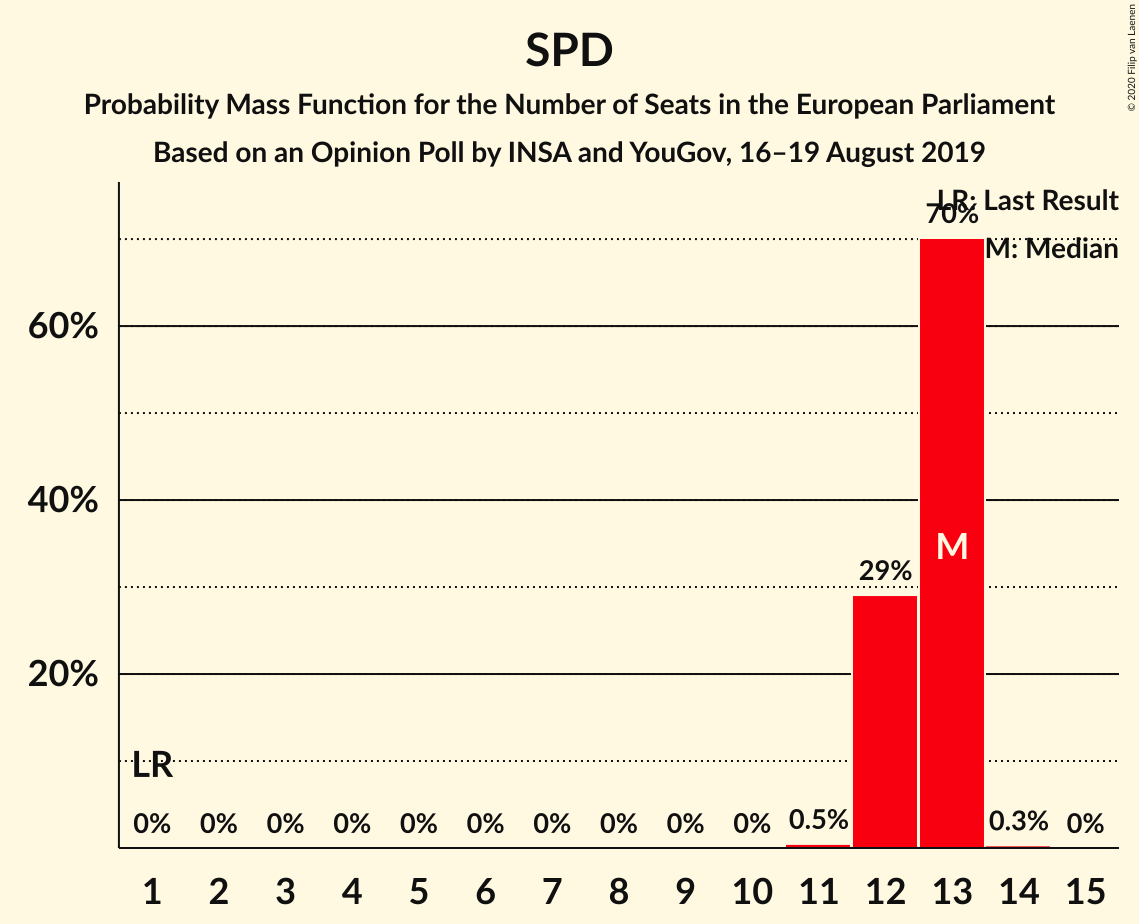 SPD
Probability Mass Function for the Number of Seats in the European Parliament
Based on an Opinion Poll by INSA and YouGov, 16–19 August 2019
© 2020 Filip van Laenen
LR: Last Result
M: Median
70%
60%
40%
20%
M
29%
LR
0% 0% 0% 0% 0% 0% 0% 0% 0% 0% 0.5% 0.3% 0%
1 2 3 4 5 6 7 8 9 10 11 12 13 14 15